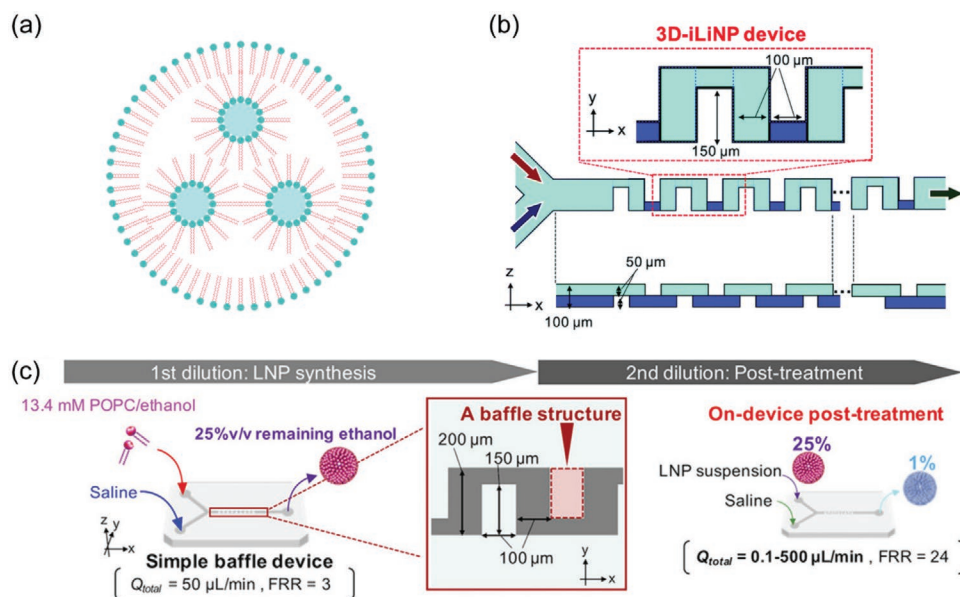 (a)
(b)
3D-iLiNP device
100 µm
y
x
150 µm
z
x
50 µm
100 µm
(c)
1st dilution: LNP synthesis
2nd dilution: Post-treatment
13.4 mM POPC/ethanol
25%v/v remaining ethanol
Saline
z
y
x
Simple baffle device
Qtotal = 50 µL/min , FRR = 3
A baffle structure
200 µm
150 µm
100 µm
y
x
On-device post-treatment
25%
LNP suspension
1%
Saline
Qtotal = 0.1-500 µL/min, FRR = 24